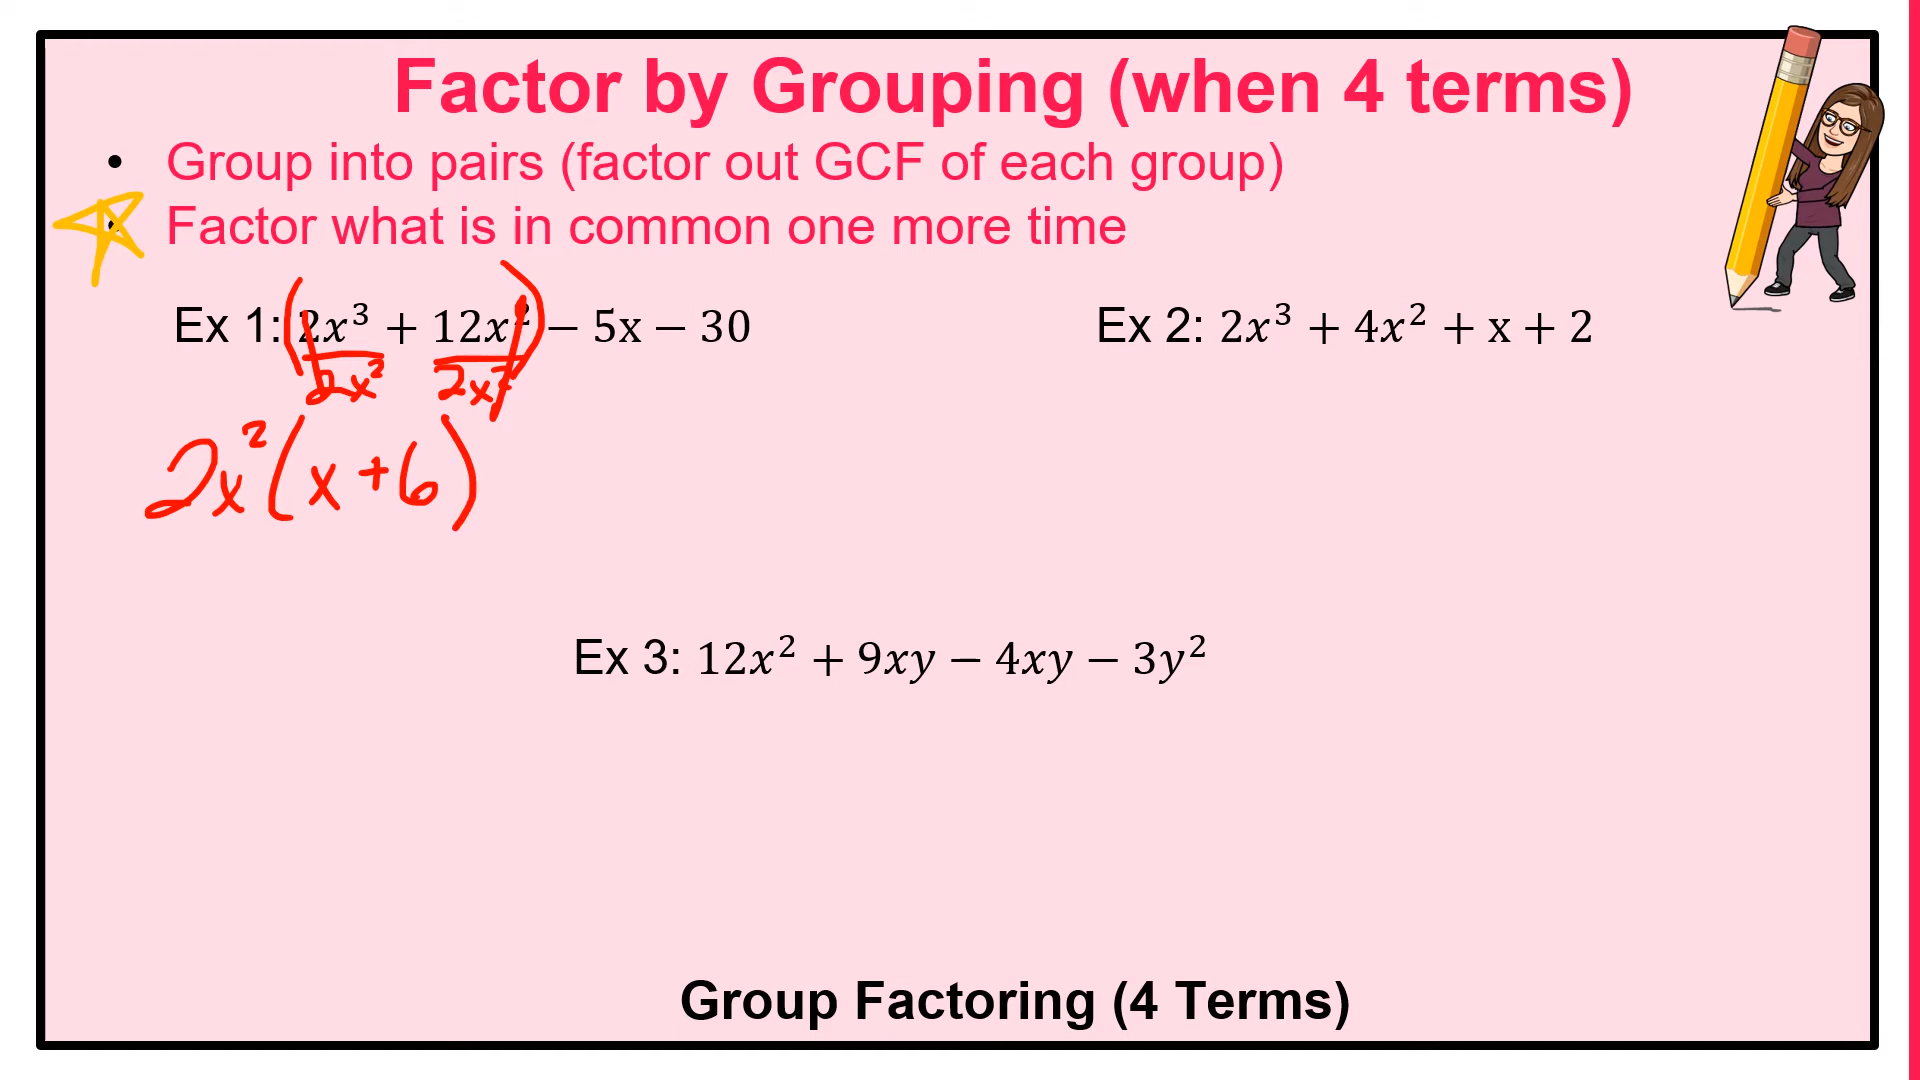 Factor by Grouping (when 4 terms)
• Group into pairs (factor out GCF of each group)
• Factor what is in common one more time
Ex 1: (2x³ + 12x²) − 5x − 30
2x² 2x²
2x²(x+6)
Ex 2: 2x³ + 4x² + x + 2
Ex 3: 12x² + 9xy − 4xy − 3y²
Group Factoring (4 Terms)